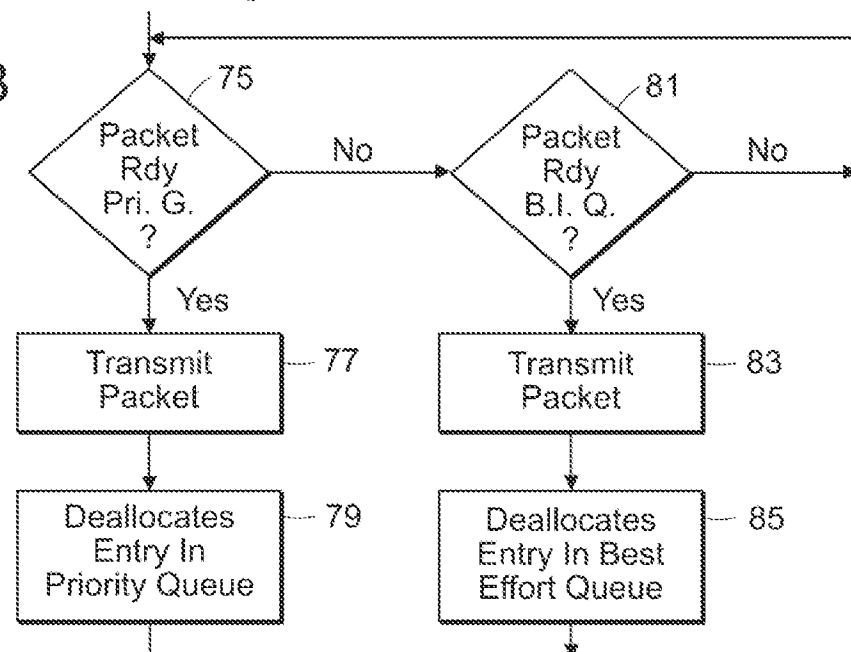 75
Packet
Rdy
Pri. G.
?
No
81
Packet
Rdy
B.I. Q.
?
No
Yes
Yes
Transmit
Packet
77
Transmit
Packet
83
Deallocates
Entry In
Priority Queue
79
Deallocates
Entry In Best
Effort Queue
85